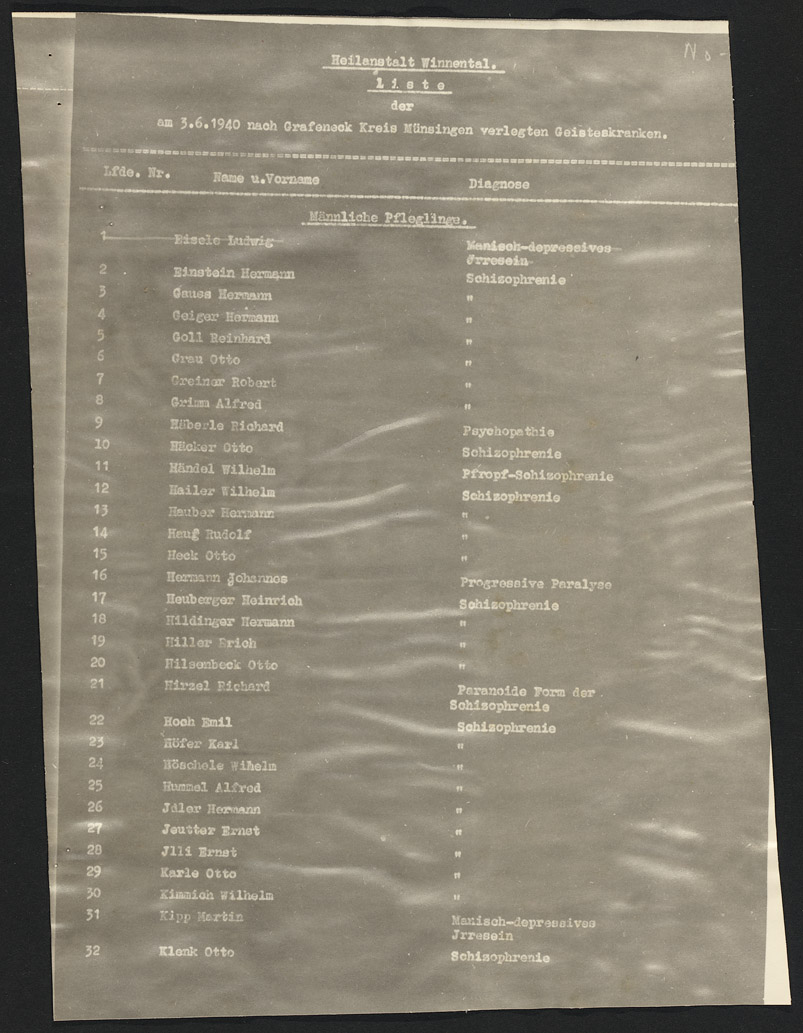 No-
Heilanstalt Winnental.
Liste
der
am 3.6.1940 nach Grafeneck Kreis Münsingen verlegten Geisteskranken.
Lfde. Nr. Name u.Vorname Diagnose
Männliche Pfleglinge.
1 Eisele Ludwig Manisch-depressives
Jrresein
2 Einstein Hermann Schizophrenie
3 Gauss Hermann "
4 Geiger Hermann "
5 Goll Reinhard "
6 Grau Otto "
7 Greiner Robert "
8 Grimm Alfred "
9 Häberle Richard Psychopathie
10 Häcker Otto Schizophrenie
11 Händel Wilhelm Pfropf-Schizophrenie
12 Hailer Wilhelm Schizophrenie
13 Hauber Hermann "
14 Haug Rudolf "
15 Heck Otto "
16 Hermann Johannes Progressive Paralyse
17 Heuberger Heinrich Schizophrenie
18 Hildinger Hermann "
19 Hiller Erich "
20 Hilsenbeck Otto "
21 Hirzel Richard Paranoide Form der
Schizophrenie
22 Hoch Emil Schizophrenie
23 Höfer Karl "
24 Höschele Wihelm "
25 Hummel Alfred "
26 Jdler Hermann "
27 Jeutter Ernst "
28 Jlli Ernst "
29 Karle Otto "
30 Kimmich Wilhelm "
31 Kipp Martin Manisch-depressives
Jrresein
32 Klenk Otto Schizophrenie